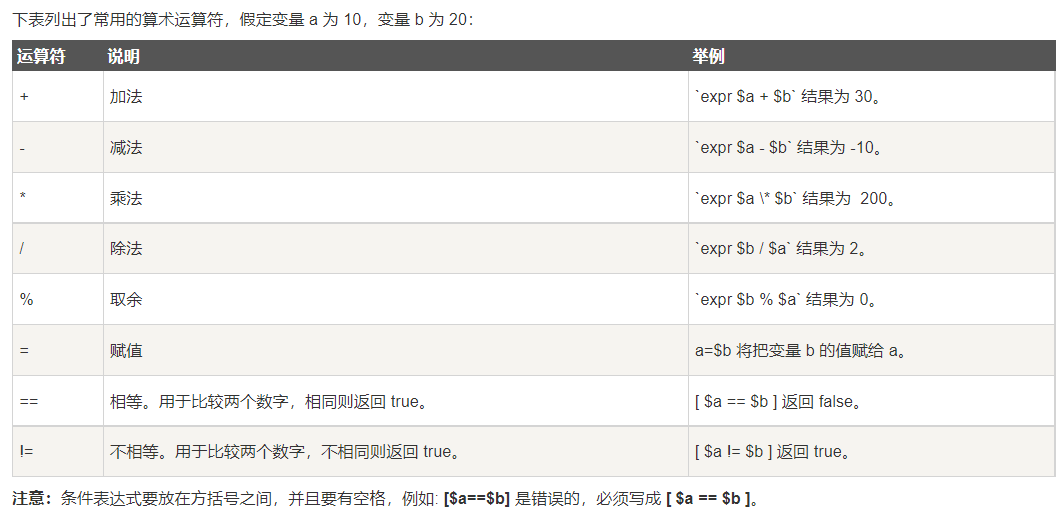 下表列出了常用的算术运算符，假定变量 a 为 10，变量 b 为 20：
运算符 说明 举例
+ 加法 `expr $a + $b` 结果为 30。
- 减法 `expr $a - $b` 结果为 -10。
* 乘法 `expr $a \* $b` 结果为  200。
/ 除法 `expr $b / $a` 结果为 2。
% 取余 `expr $b % $a` 结果为 0。
= 赋值 a=$b 将把变量 b 的值赋给 a。
== 相等。用于比较两个数字，相同则返回 true。 [ $a == $b ] 返回 false。
!= 不相等。用于比较两个数字，不相同则返回 true。 [ $a != $b ] 返回 true。
注意：条件表达式要放在方括号之间，并且要有空格，例如: [$a==$b] 是错误的，必须写成 [ $a == $b ]。